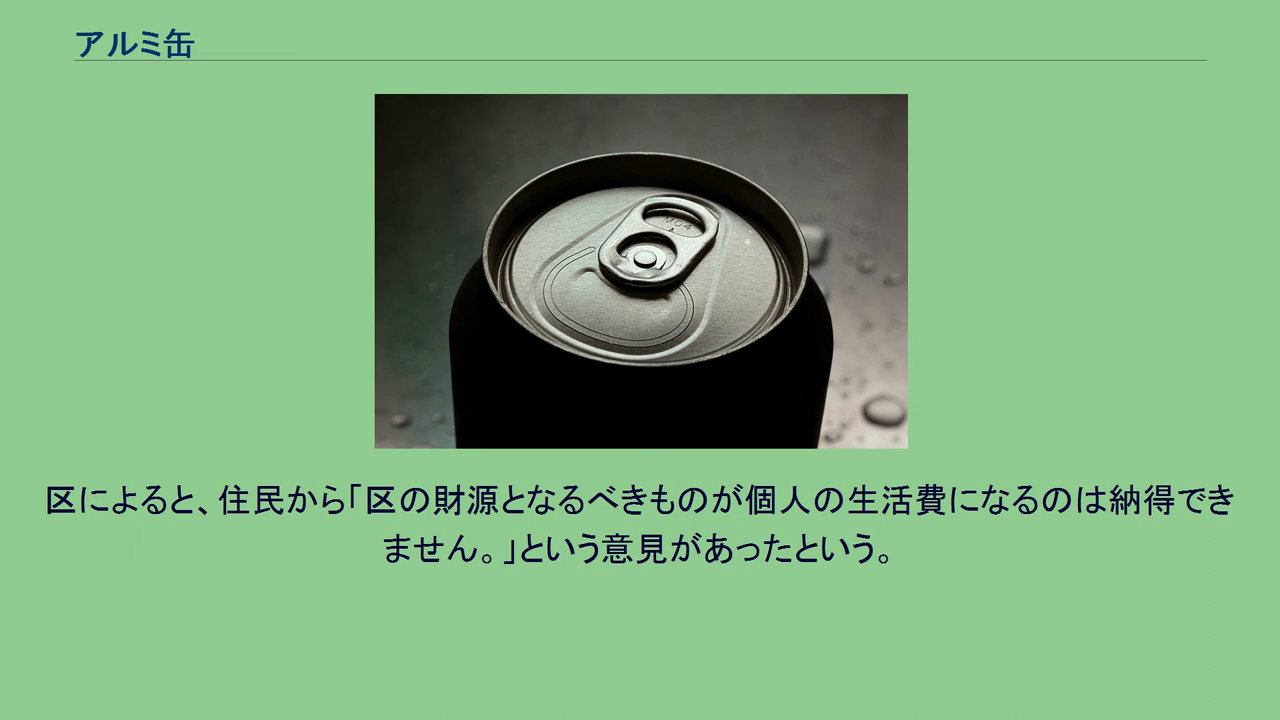 アルミ缶
区によると、住民から「区の財源となるべきものが個人の生活費になるのは納得でき
ません。」という意見があったという。